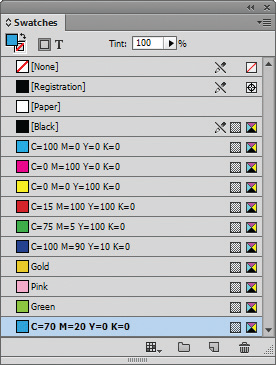 Swatches
T Tint: 100 %
[None]
[Registration]
[Paper]
[Black]
C=100 M=0 Y=0 K=0
C=0 M=100 Y=0 K=0
C=0 M=0 Y=100 K=0
C=15 M=100 Y=100 K=0
C=75 M=5 Y=100 K=0
C=100 M=90 Y=10 K=0
Gold
Pink
Green
C=70 M=20 Y=0 K=0